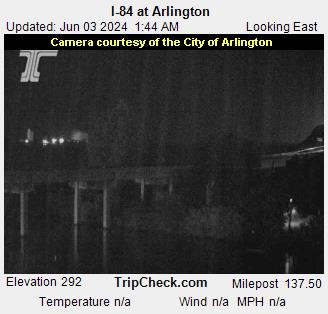 I-84 at Arlington
Updated: Jun 03 2024 1:44 AM Looking East
Camera courtesy of the City of Arlington
Elevation 292 TripCheck.com Milepost 137.50
Temperature n/a Wind n/a MPH n/a